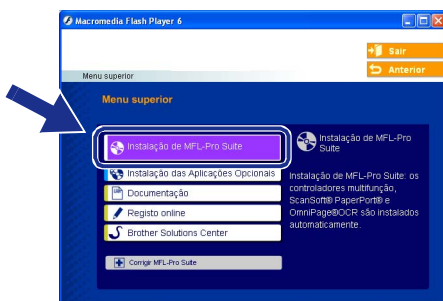 Macromedia Flash Player 6
Sair
Anterior
Menu superior
Menu superior
Instalação de MFL-Pro Suite
Instalação das Aplicações Opcionais
Documentação
Registo online
Brother Solutions Center
Corrigir MFL-Pro Suite
Instalação de MFL-Pro
Suite
Instalação de MFL-Pro Suite: os
controladores multifunção,
ScanSoft® PaperPort® e
OmniPage®OCR são instalados
automaticamente.